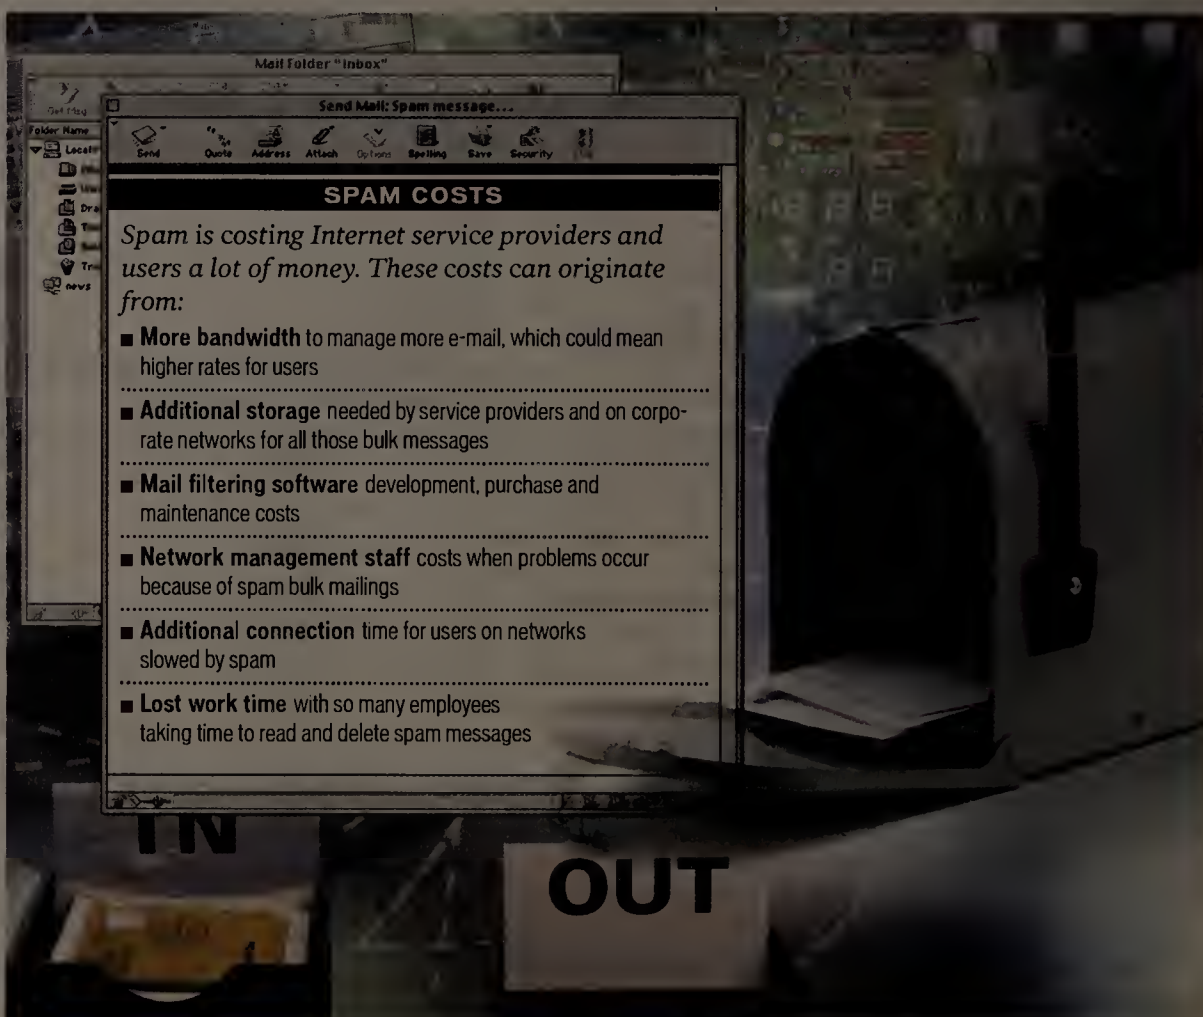 Mail Folder "Inbox"
Send Mail: Spam message...
Folder Name
Send Quote Address Attach Options Spelling Save Security
news
SPAM COSTS
Spam is costing Internet service providers and
users a lot of money. These costs can originate
from:
■ More bandwidth to manage more e-mail, which could mean
higher rates for users
■ Additional storage needed by service providers and on corpo-
rate networks for all those bulk messages
■ Mail filtering software development, purchase and
maintenance costs
■ Network management staff costs when problems occur
because of spam bulk mailings
■ Additional connection time for users on networks
slowed by spam
■ Lost work time with so many employees
taking time to read and delete spam messages
IN
OUT